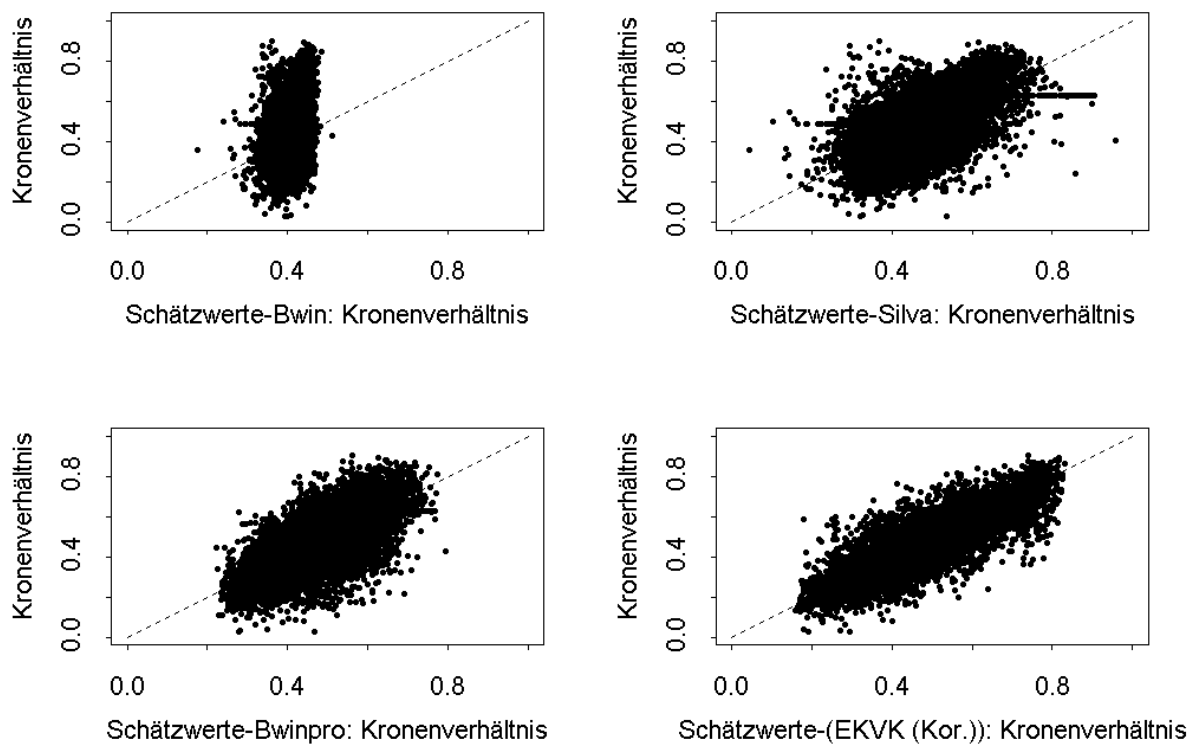 Kronenverhältnis
0.0 0.4 0.8
0.0 0.4 0.8
Schätzwerte-Bwin: Kronenverhältnis
Kronenverhältnis
0.0 0.4 0.8
0.0 0.4 0.8
Schätzwerte-Silva: Kronenverhältnis
Kronenverhältnis
0.0 0.4 0.8
0.0 0.4 0.8
Schätzwerte-Bwinpro: Kronenverhältnis
Kronenverhältnis
0.0 0.4 0.8
0.0 0.4 0.8
Schätzwerte-(EKVK (Kor.)): Kronenverhältnis